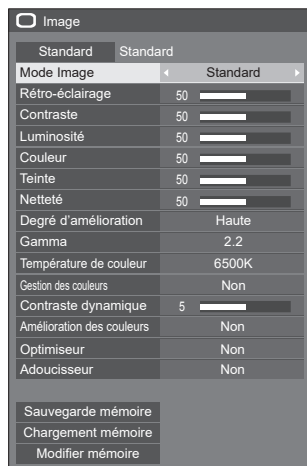 Image
Standard Standard
Mode Image Standard
Rétro-éclairage 50
Contraste 50
Luminosité 50
Couleur 50
Teinte 50
Netteté 50
Degré d'amélioration Haute
Gamma 2.2
Température de couleur 6500K
Gestion des couleurs Non
Contraste dynamique 5
Amélioration des couleurs Non
Optimiseur Non
Adoucisseur Non
Sauvegarde mémoire
Chargement mémoire
Modifier mémoire